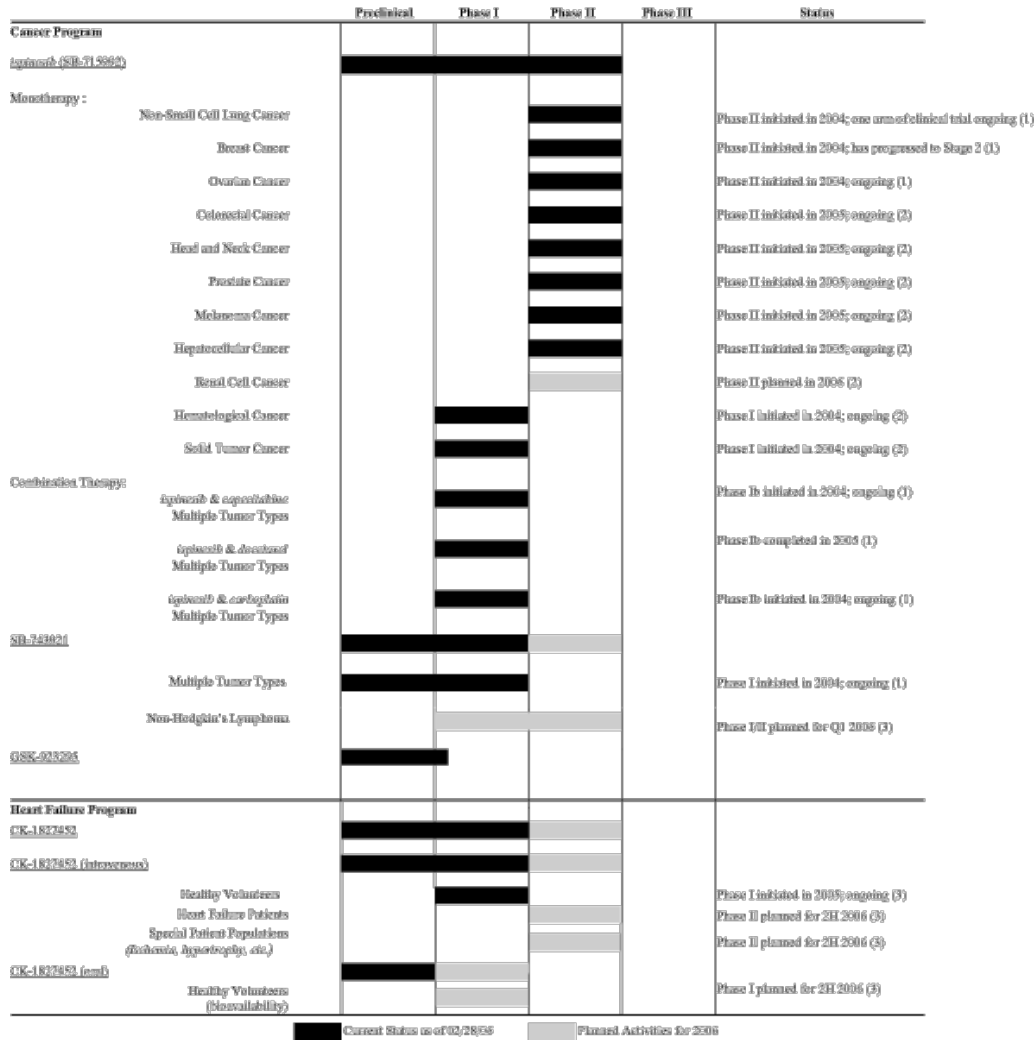 Preclinical Phase I Phase II Phase III Status
Cancer Program
ispinesib (SB-715992)
Monotherapy :
Non-Small Cell Lung Cancer Phase II initiated in 2004; one arm of clinical trial ongoing (1)
Breast Cancer Phase II initiated in 2004; has progressed to Stage 2 (1)
Ovarian Cancer Phase II initiated in 2004; ongoing (1)
Colorectal Cancer Phase II initiated in 2005; ongoing (2)
Head and Neck Cancer Phase II initiated in 2005; ongoing (2)
Prostate Cancer Phase II initiated in 2005; ongoing (2)
Melanoma Cancer Phase II initiated in 2005; ongoing (2)
Hepatocellular Cancer Phase II initiated in 2005; ongoing (2)
Renal Cell Cancer Phase II planned in 2006 (2)
Hematological Cancer Phase I initiated in 2004; ongoing (2)
Solid Tumor Cancer Phase I initiated in 2004; ongoing (2)
Combination Therapy:
ispinesib & capecitabine Phase Ib initiated in 2004; ongoing (1)
Multiple Tumor Types
ispinesib & docetaxel Phase Ib completed in 2005 (1)
Multiple Tumor Types
ispinesib & carboplatin Phase Ib initiated in 2004; ongoing (1)
Multiple Tumor Types
SB-743921
Multiple Tumor Types Phase I initiated in 2004; ongoing (1)
Non-Hodgkin's Lymphoma Phase I/II planned for Q1 2006 (3)
GSK-923295
Heart Failure Program
CK-1827452
CK-1827452 (intravenous)
Healthy Volunteers Phase I initiated in 2005; ongoing (3)
Heart Failure Patients Phase II planned for 2H 2006 (3)
Special Patient Populations Phase II planned for 2H 2006 (3)
(Ischemia, hypertrophy, etc.)
CK-1827452 (oral)
Healthy Volunteers Phase I planned for 2H 2006 (3)
(bioavailability)
Current Status as of 02/28/06 Planned Activities for 2006